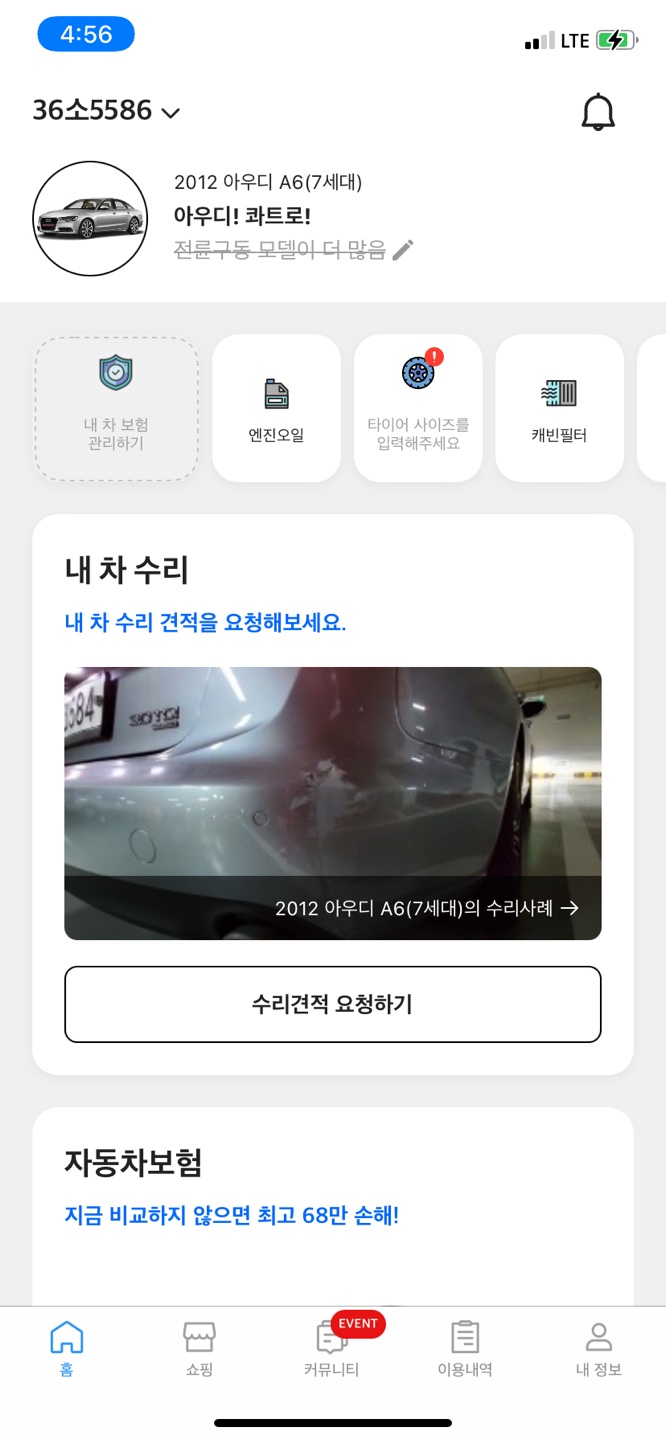 4:56
LTE
36소5586
2012 아우디 A6(7세대)
아우디! 콰트로!
전륜구동 모델이 더 많음
내 차 보험
관리하기
엔진오일
!
타이어 사이즈를
입력해주세요
캐빈필터
내 차 수리
내 차 수리 견적을 요청해보세요.
3684
30TDI
2012 아우디 A6(7세대)의 수리사례 →
수리견적 요청하기
자동차보험
지금 비교하지 않으면 최고 68만 손해!
EVENT
홈
쇼핑
커뮤니티
이용내역
내 정보